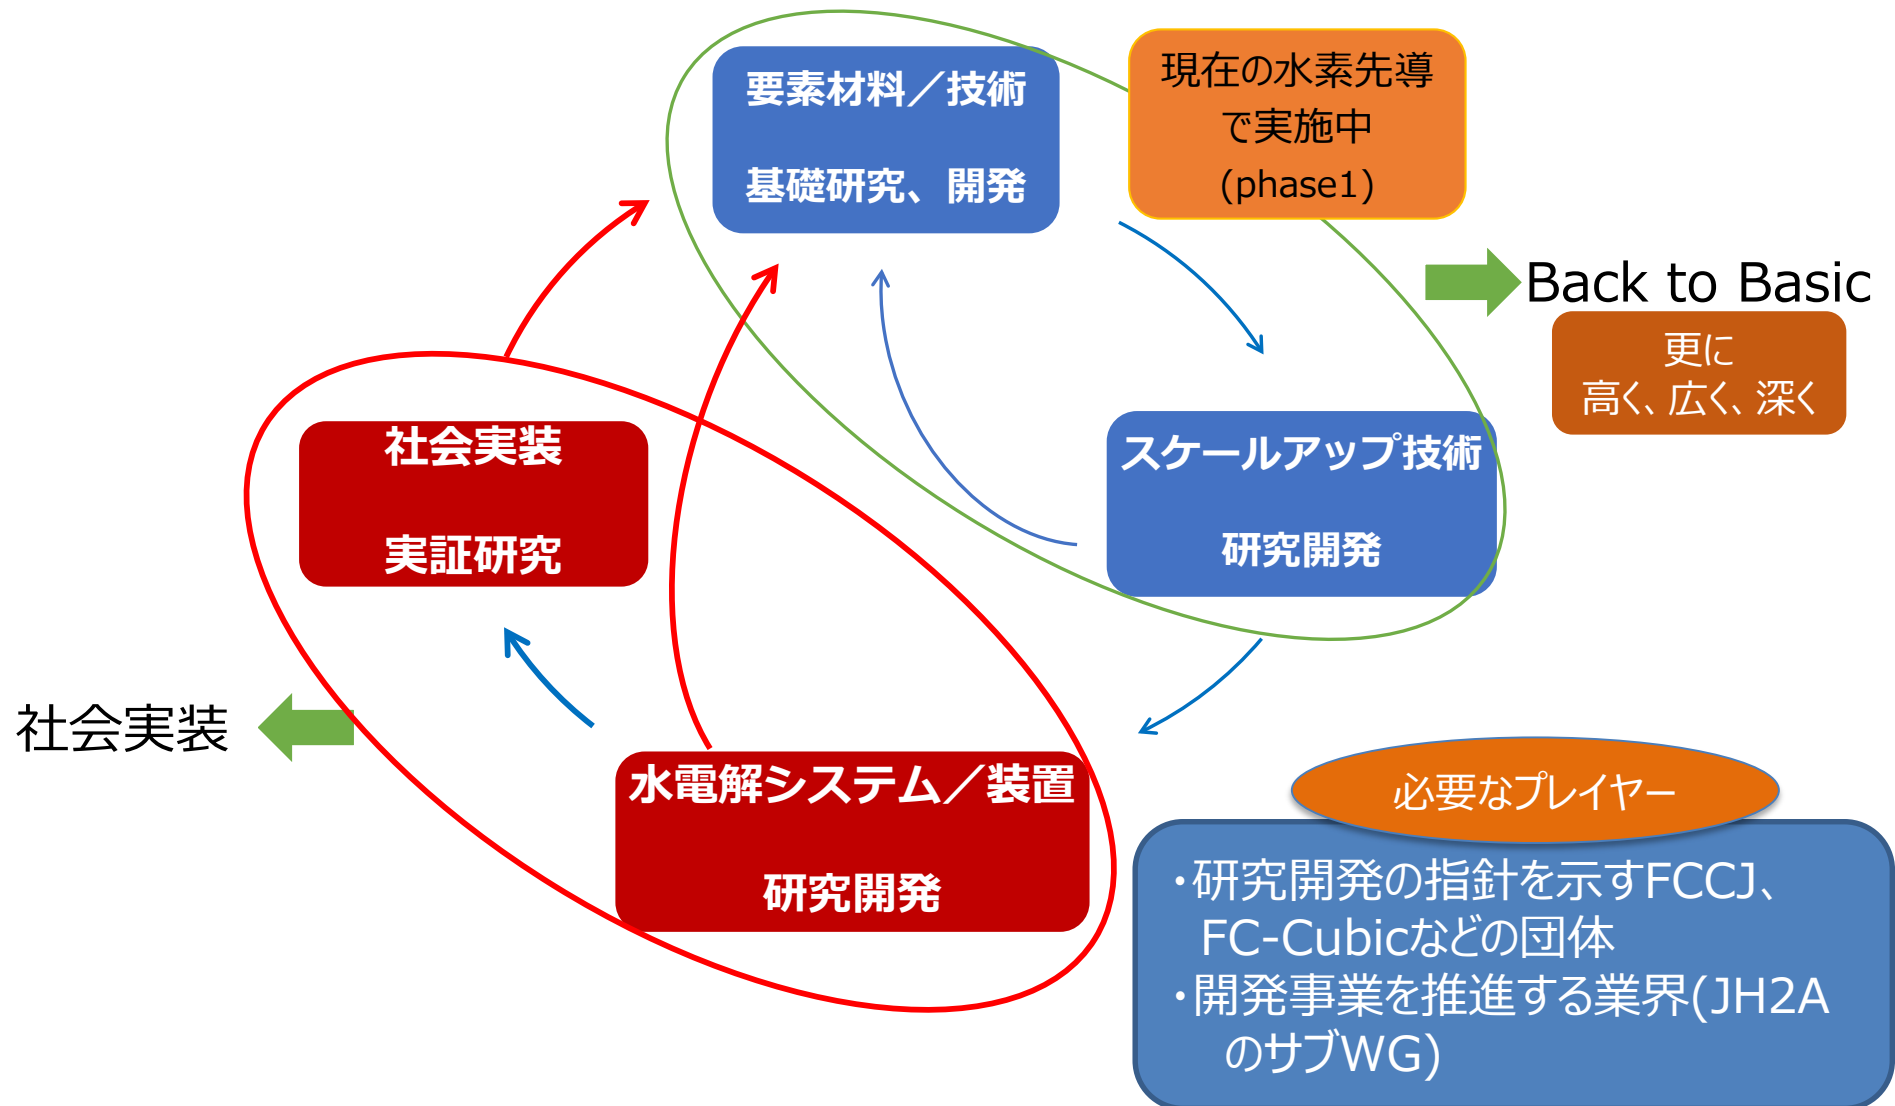 要素材料／技術
基礎研究、開発
現在の水素先導
で実施中
(phase1)
Back to Basic
更に
高く、広く、深く
スケールアップ技術
研究開発
社会実装
実証研究
社会実装
水電解システム／装置
研究開発
必要なプレイヤー
・研究開発の指針を示すFCCJ、
FC-Cubicなどの団体
・開発事業を推進する業界(JH2A
のサブWG)